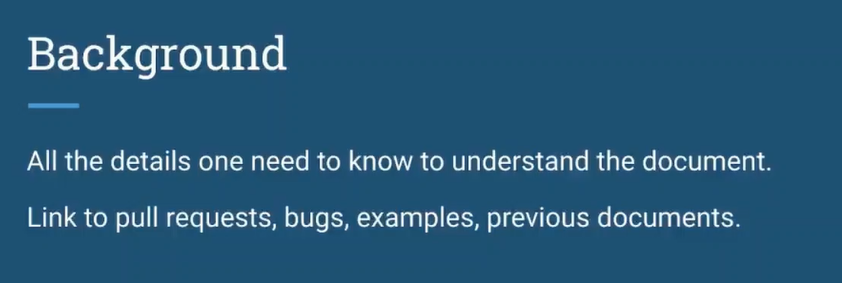 Background
All the details one need to know to understand the document.
Link to pull requests, bugs, examples, previous documents.